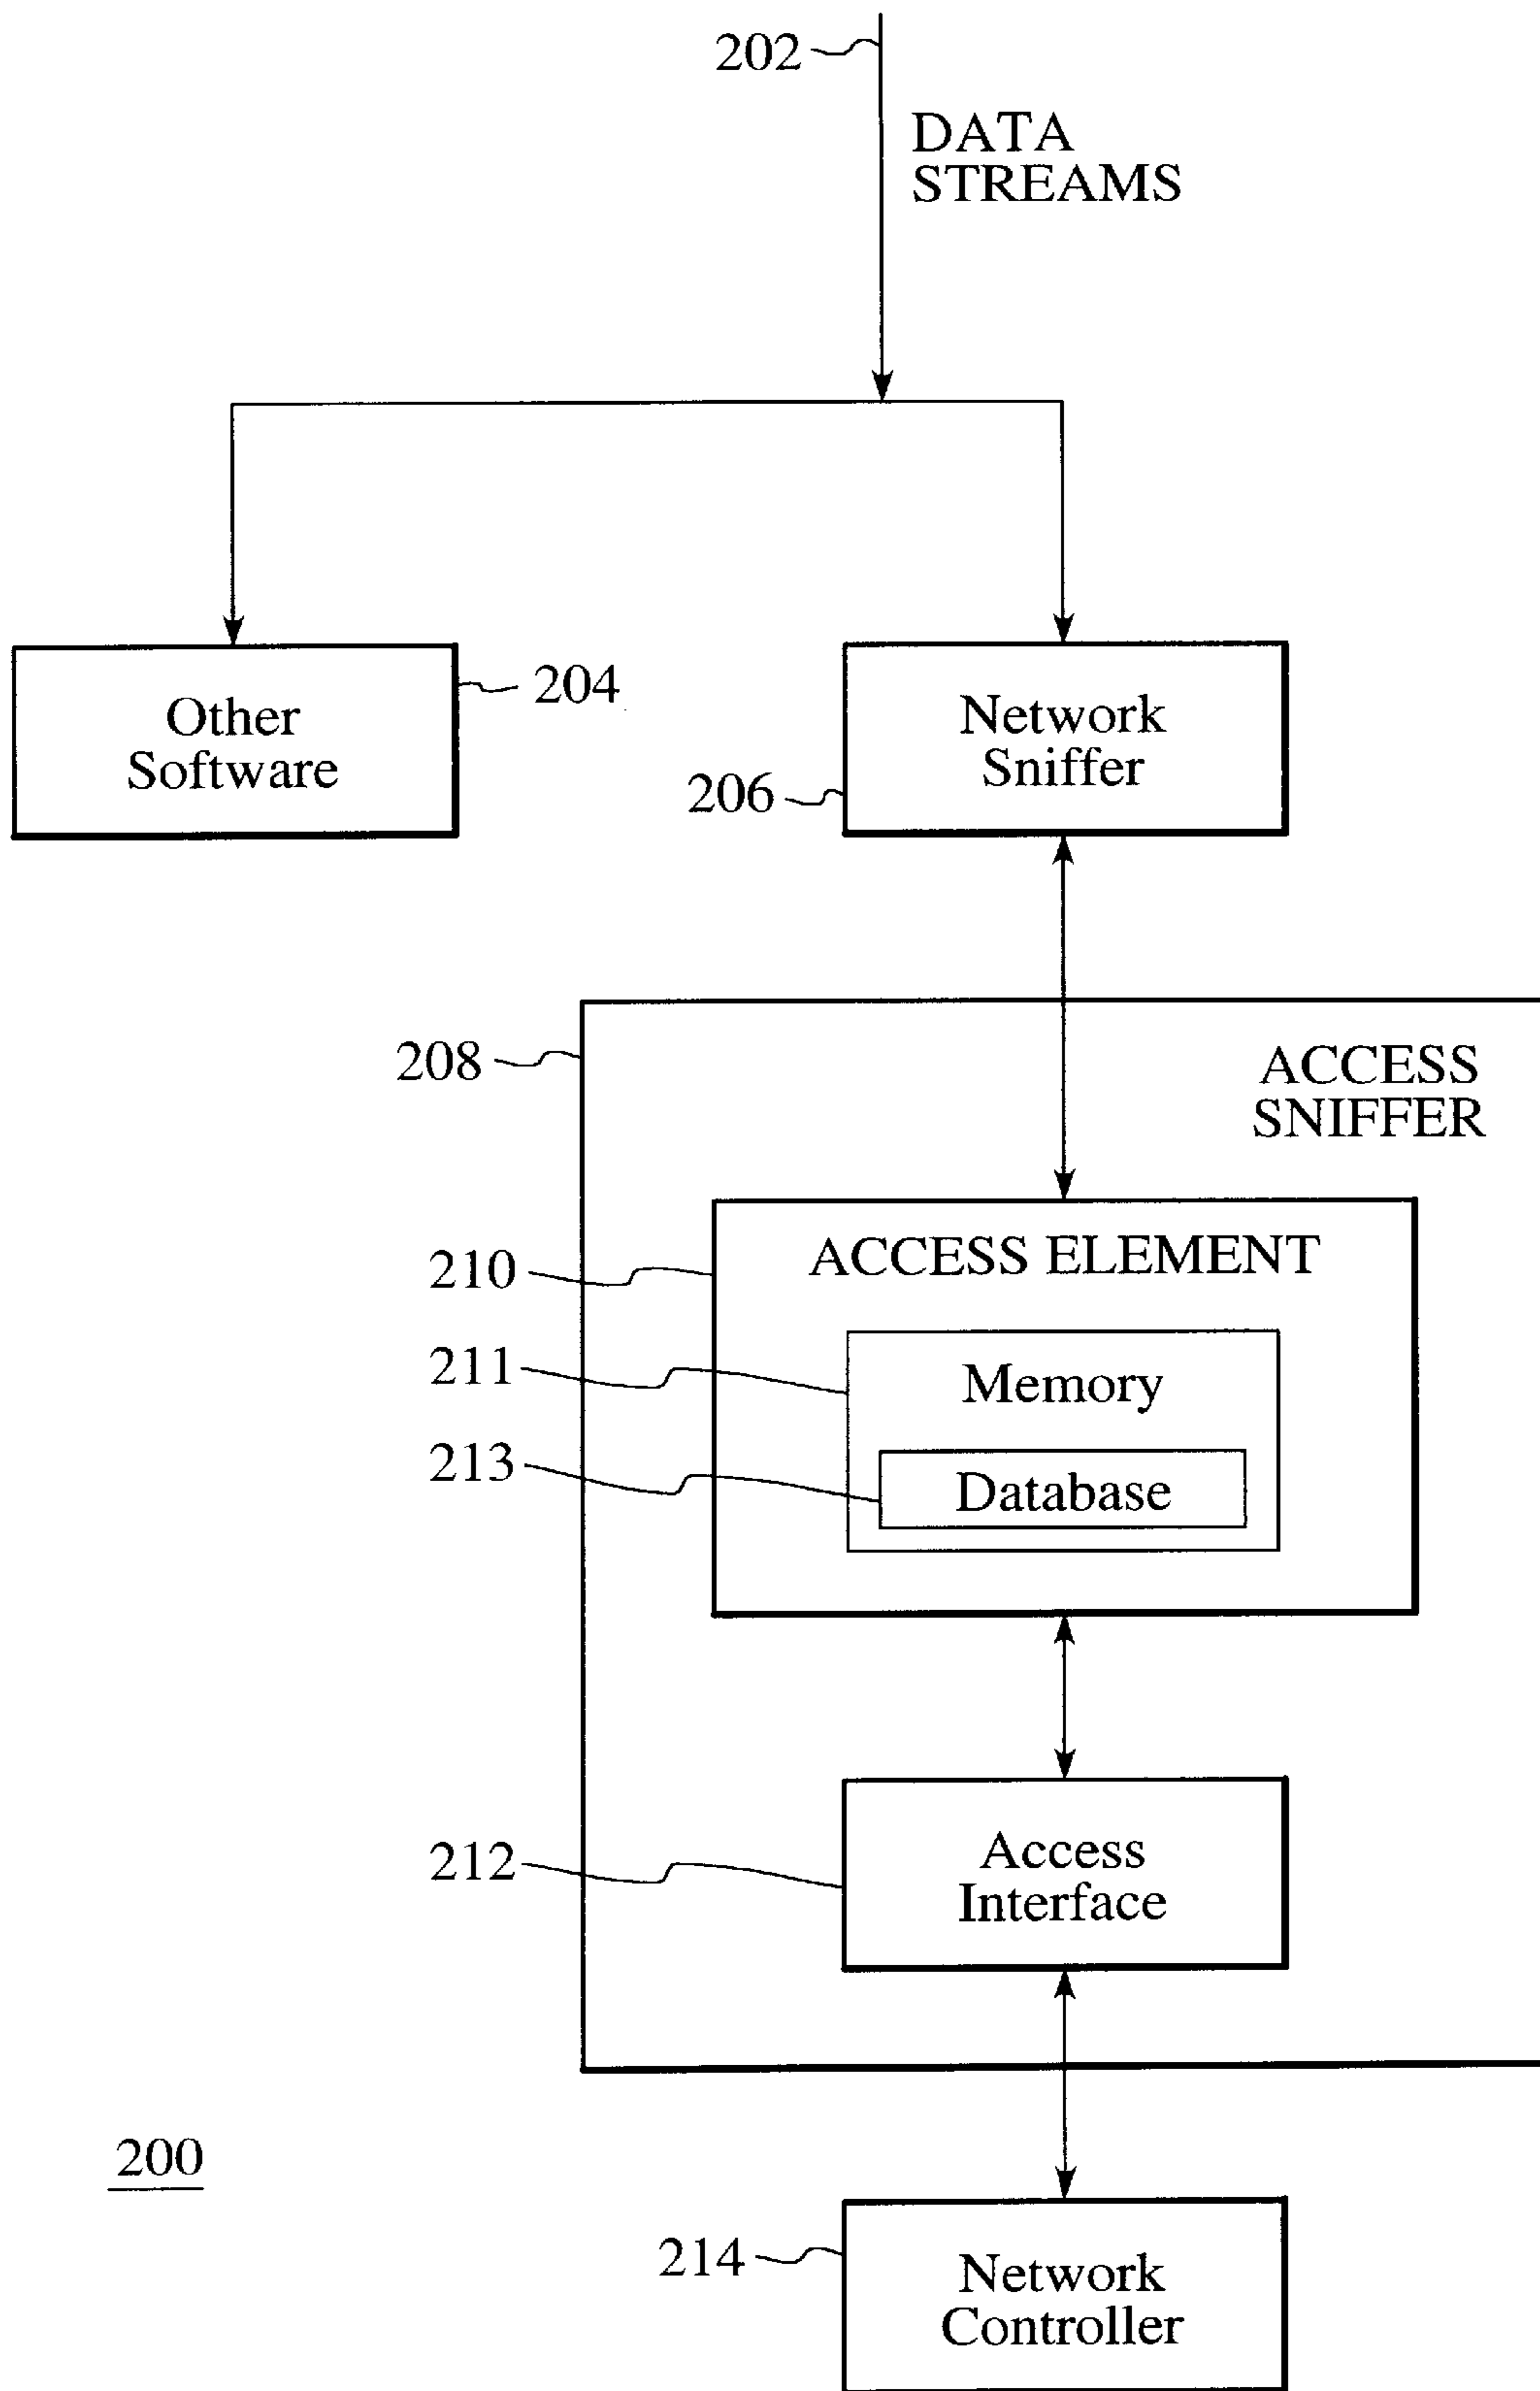 202
DATA
STREAMS
Other
Software
204
Network
Sniffer
206
208
ACCESS
SNIFFER
210
ACCESS ELEMENT
211
Memory
213
Database
212
Access
Interface
200
214
Network
Controller